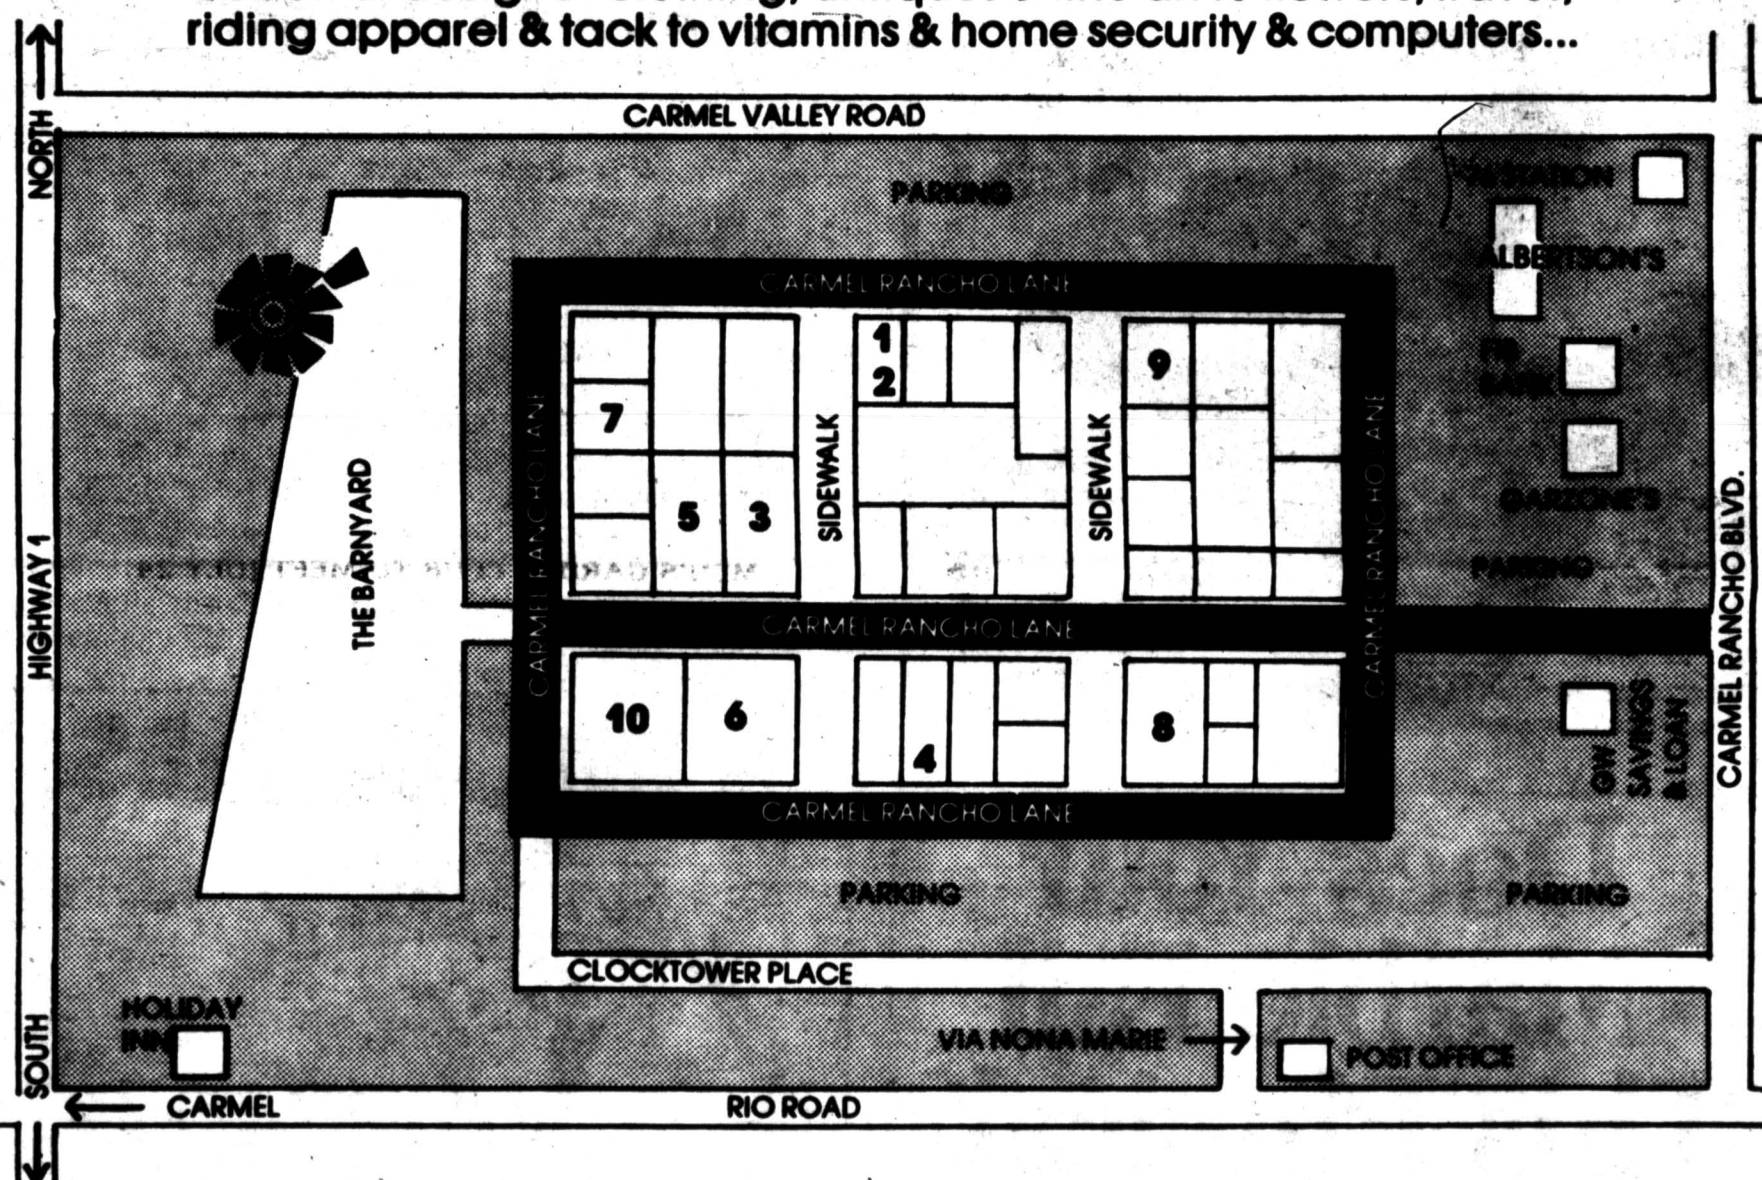 riding apparel & tack to vitamins & home security & computers...
NORTH
CARMEL VALLEY ROAD
PARKING
STATION
ALBERTSON'S
CARMEL RANCHO LANE
1
2
9
7
5
3
SIDEWALK
SIDEWALK
CARMEL RANCHO LANE
CARMEL RANCHO LANE
BANK
GARZONE'S
PARKING
THE BARNYARD
HIGHWAY 1
CARMEL RANCHO BLVD.
CARMEL RANCHO LANE
10
6
4
8
GW
SAVINGS
& LOAN
CARMEL RANCHO LANE
PARKING
PARKING
CLOCKTOWER PLACE
HOLIDAY
INN
VIA NONA MARIE
POST OFFICE
SOUTH
CARMEL
RIO ROAD